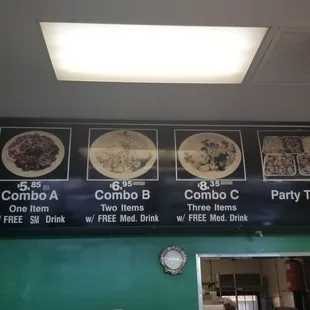 $5.85
Combo A
One Item
w/ FREE SM Drink
$6.95
Combo B
Two Items
w/ FREE Med. Drink
$8.35
Combo C
Three Items
w/ FREE Med. Drink
Party T